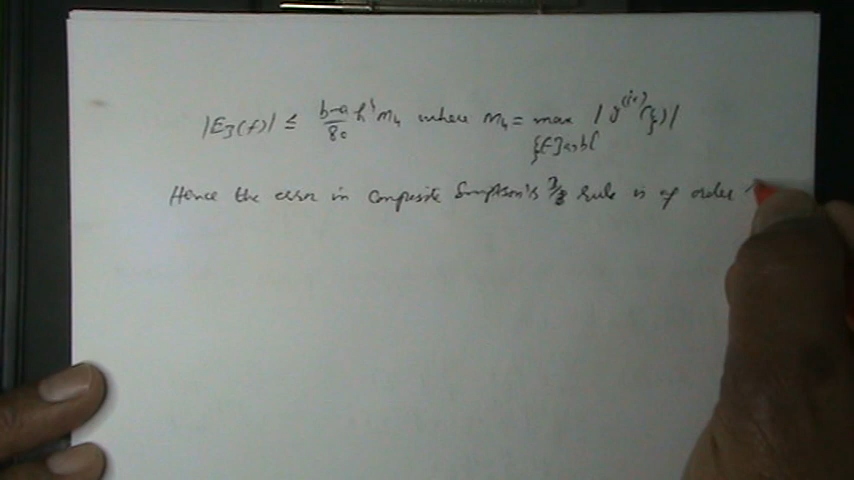 |E₃(f)| ≤ b-a/80 h⁴ M₄ where M₄ = max |y⁽ⁱᵛ⁾(ξ)|
ξ∈]a,b[
Hence the error in composite Simpson's 3/8 rule is of order